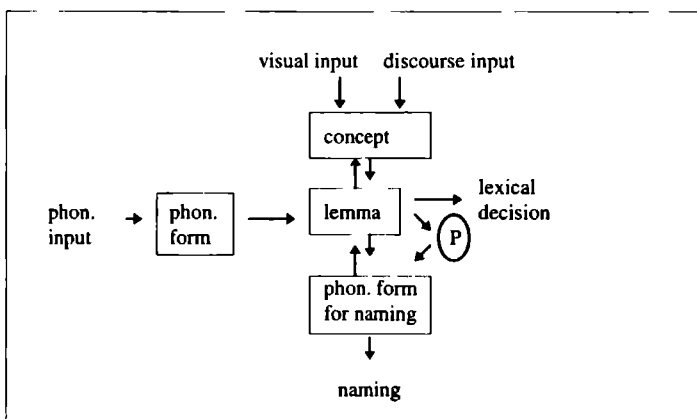 visual input discourse input
concept
phon. input
phon. form
lemma
lexical decision
P
phon. form for naming
naming